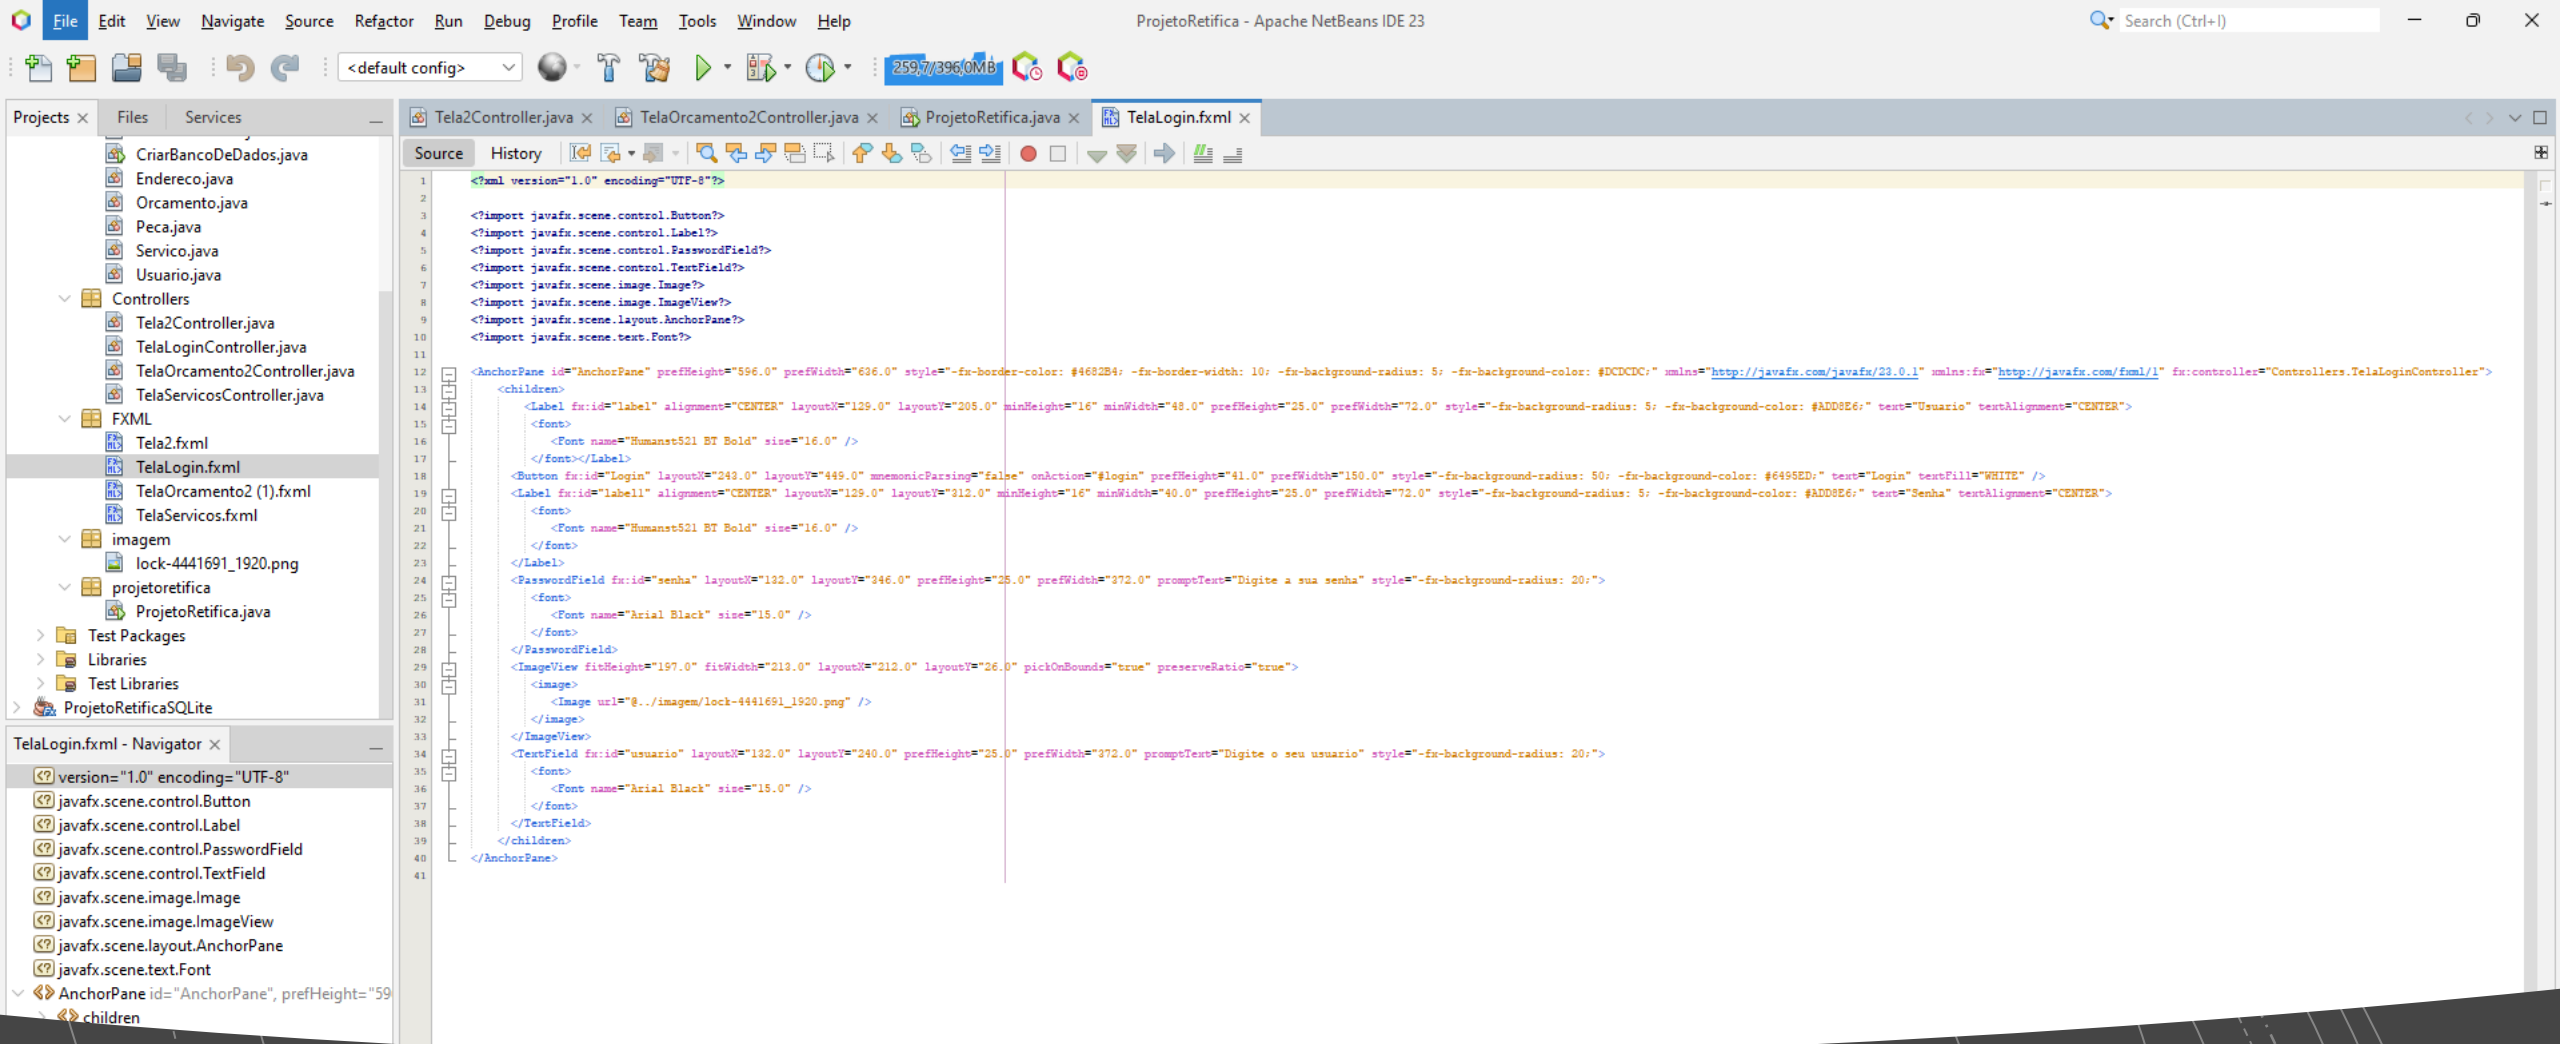 File Edit View Navigate Source Refactor Run Debug Profile Team Tools Window Help
ProjetoRetifica - Apache NetBeans IDE 23
Search (Ctrl+I)
<default config>
259,7/396,0MB
Projects Files Services
CriarBancoDeDados.java
Endereco.java
Orcamento.java
Peca.java
Servico.java
Usuario.java
Controllers
Tela2Controller.java
TelaLoginController.java
TelaOrcamento2Controller.java
TelaServicosController.java
FXML
Tela2.fxml
TelaLogin.fxml
TelaOrcamento2 (1).fxml
TelaServicos.fxml
imagem
lock-4441691_1920.png
projetoretifica
ProjetoRetifica.java
Test Packages
Libraries
Test Libraries
ProjetoRetificaSQLite
TelaLogin.fxml - Navigator
version="1.0" encoding="UTF-8"
javafx.scene.control.Button
javafx.scene.control.Label
javafx.scene.control.PasswordField
javafx.scene.control.TextField
javafx.scene.image.Image
javafx.scene.image.ImageView
javafx.scene.layout.AnchorPane
javafx.scene.text.Font
AnchorPane id="AnchorPane", prefHeight="59
children
Tela2Controller.java TelaOrcamento2Controller.java ProjetoRetifica.java TelaLogin.fxml
Source History
1 <?xml version="1.0" encoding="UTF-8"?>
2
3 <?import javafx.scene.control.Button?>
4 <?import javafx.scene.control.Label?>
5 <?import javafx.scene.control.PasswordField?>
6 <?import javafx.scene.control.TextField?>
7 <?import javafx.scene.image.Image?>
8 <?import javafx.scene.image.ImageView?>
9 <?import javafx.scene.layout.AnchorPane?>
10 <?import javafx.scene.text.Font?>
11
12 <AnchorPane id="AnchorPane" prefHeight="596.0" prefWidth="636.0" style="-fx-border-color: #4682B4; -fx-border-width: 10; -fx-background-radius: 5; -fx-background-color: #DCDCDC;" xmlns="http://javafx.com/javafx/23.0.1" xmlns:fx="http://javafx.com/fxml/1" fx:controller="Controllers.TelaLoginController">
13 <children>
14 <Label fx:id="label" alignment="CENTER" layoutX="129.0" layoutY="205.0" minHeight="16" minWidth="48.0" prefHeight="25.0" prefWidth="72.0" style="-fx-background-radius: 5; -fx-background-color: #ADD8E6;" text="Usuario" textAlignment="CENTER">
15 <font>
16 <Font name="Humanst521 BT Bold" size="16.0" />
17 </font></Label>
18 <Button fx:id="Login" layoutX="243.0" layoutY="449.0" mnemonicParsing="false" onAction="#login" prefHeight="41.0" prefWidth="150.0" style="-fx-background-radius: 50; -fx-background-color: #6495ED;" text="Login" textFill="WHITE" />
19 <Label fx:id="label1" alignment="CENTER" layoutX="129.0" layoutY="312.0" minHeight="16" minWidth="40.0" prefHeight="25.0" prefWidth="72.0" style="-fx-background-radius: 5; -fx-background-color: #ADD8E6;" text="Senha" textAlignment="CENTER">
20 <font>
21 <Font name="Humanst521 BT Bold" size="16.0" />
22 </font>
23 </Label>
24 <PasswordField fx:id="senha" layoutX="132.0" layoutY="346.0" prefHeight="25.0" prefWidth="372.0" promptText="Digite a sua senha" style="-fx-background-radius: 20;">
25 <font>
26 <Font name="Arial Black" size="15.0" />
27 </font>
28 </PasswordField>
29 <ImageView fitHeight="197.0" fitWidth="213.0" layoutX="212.0" layoutY="26.0" pickOnBounds="true" preserveRatio="true">
30 <image>
31 <Image url="@../imagem/lock-4441691_1920.png" />
32 </image>
33 </ImageView>
34 <TextField fx:id="usuario" layoutX="132.0" layoutY="240.0" prefHeight="25.0" prefWidth="372.0" promptText="Digite o seu usuario" style="-fx-background-radius: 20;">
35 <font>
36 <Font name="Arial Black" size="15.0" />
37 </font>
38 </TextField>
39 </children>
40 </AnchorPane>
41